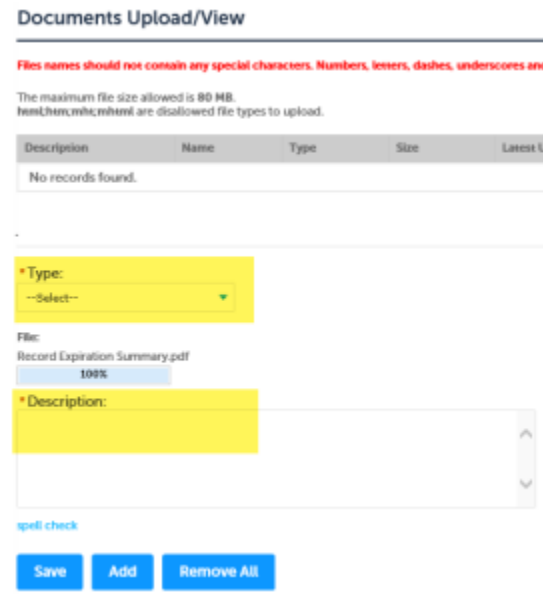 Documents Upload/View
Files names should not contain any special characters. Numbers, letters, dashes, underscores and
The maximum file size allowed is 80 MB.
html;htm;mht;mhtml are disallowed file types to upload.
Description Name Type Size Latest U
No records found.
*Type:
--Select--
File:
Record Expiration Summary.pdf
100%
*Description:
spell check
Save Add Remove All